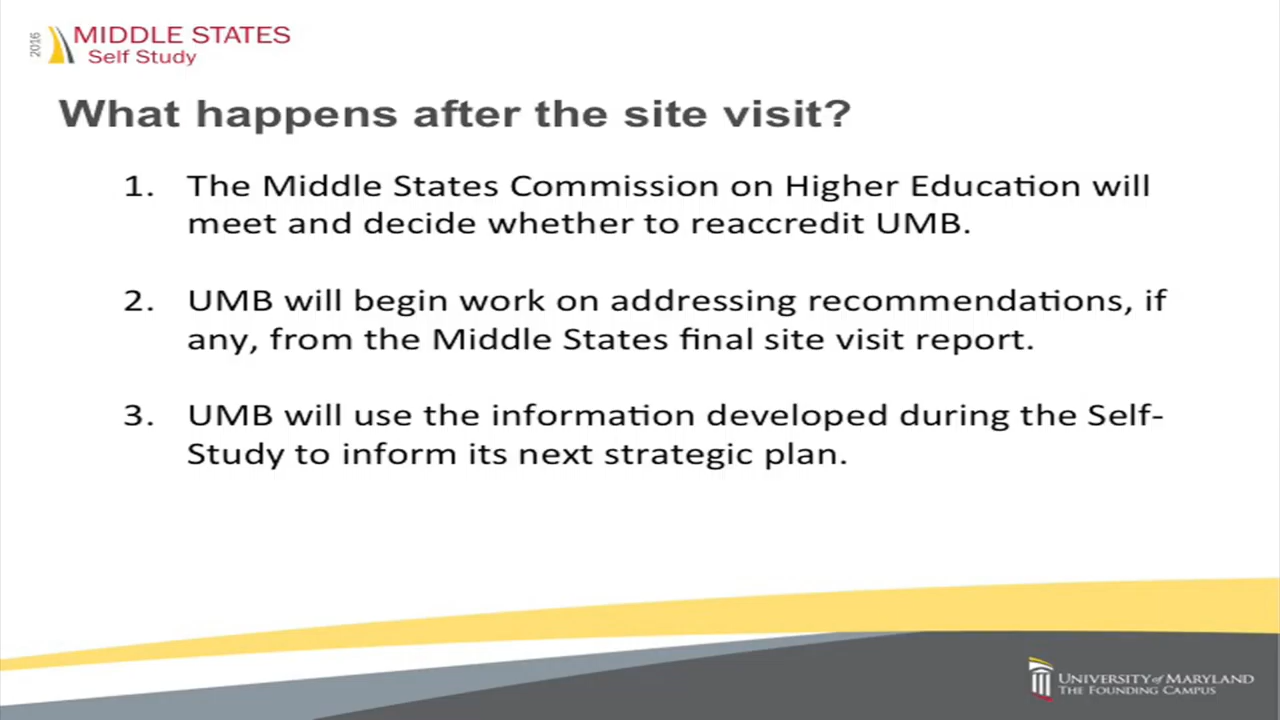 2016
MIDDLE STATES
Self Study
What happens after the site visit?
1. The Middle States Commission on Higher Education will
meet and decide whether to reaccredit UMB.
2. UMB will begin work on addressing recommendations, if
any, from the Middle States final site visit report.
3. UMB will use the information developed during the Self-
Study to inform its next strategic plan.
UNIVERSITY of MARYLAND
THE FOUNDING CAMPUS